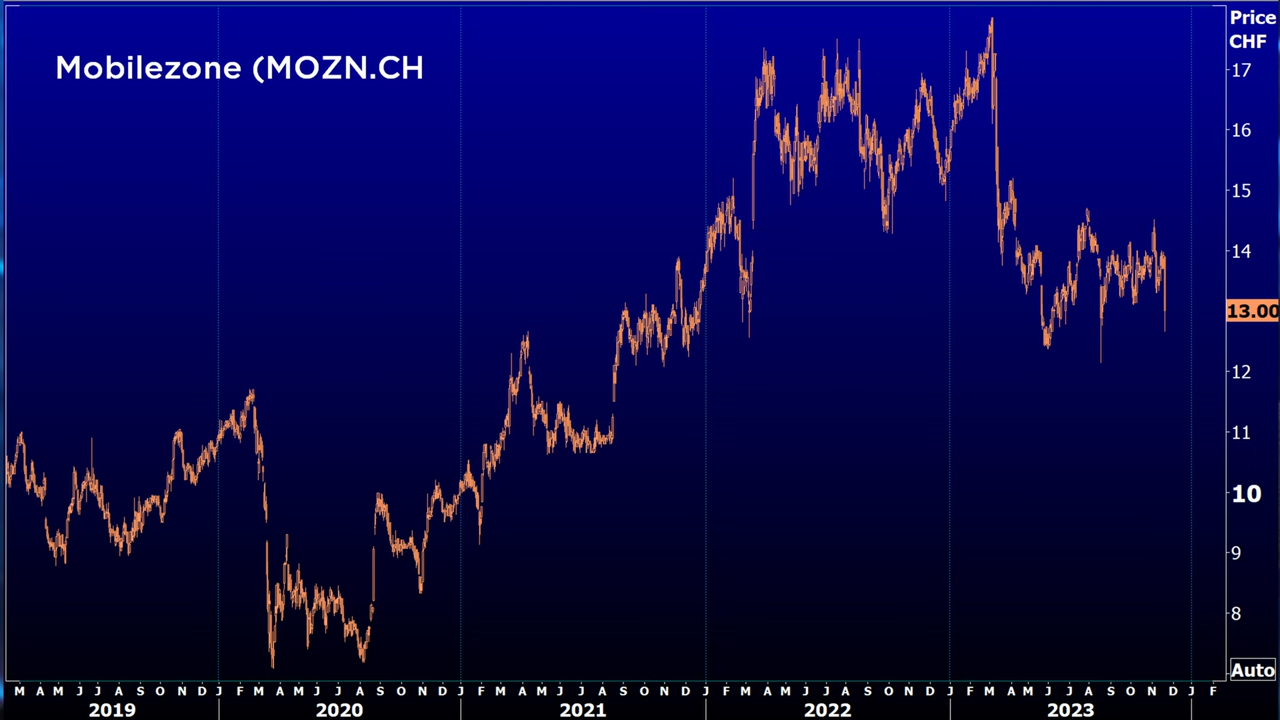 Price
CHF
Mobilezone (MOZN.CH
17
16
15
14
13.00
12
11
10
9
8
Auto
M A M J J A S O N D J F M A M J J A S O N D J F M A M J J A S O N D J F M A M J J A S O N D J F M A M J J A S O N D J F
2019 2020 2021 2022 2023